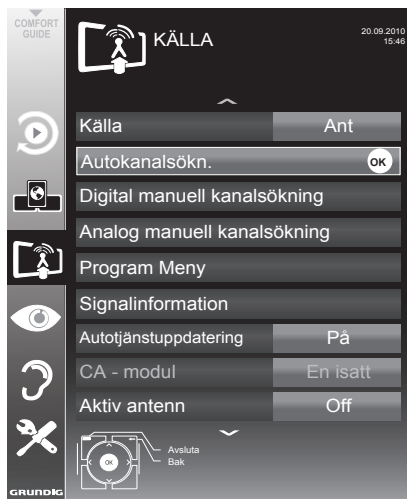 COMFORT
GUIDE
KÄLLA
20.09.2010
15:46
Källa Ant
Autokanalsökn. OK
Digital manuell kanalsökning
Analog manuell kanalsökning
Program Meny
Signalinformation
Autotjänstuppdatering På
CA - modul En isatt
Aktiv antenn Off
OK
Avsluta
Bak
GRUNDIG